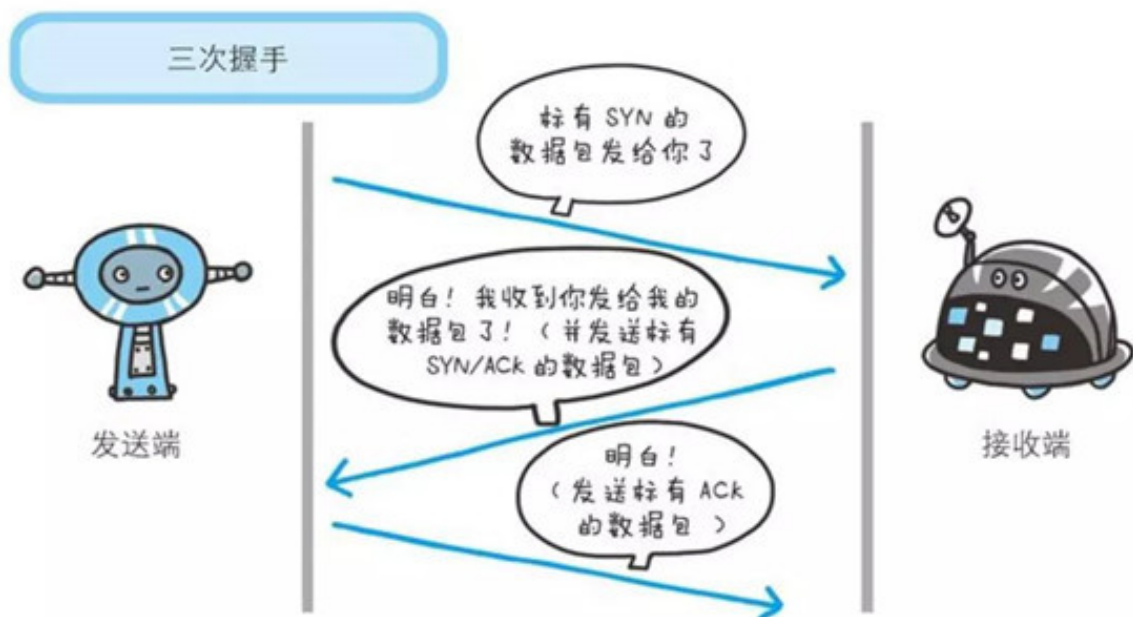 三次握手
标有 SYN 的
数据包发给你了
明白！我收到你发给我的
数据包了！（并发送标有
SYN/ACK 的数据包）
发送端
接收端
明白！
（发送标有 ACK
的数据包）